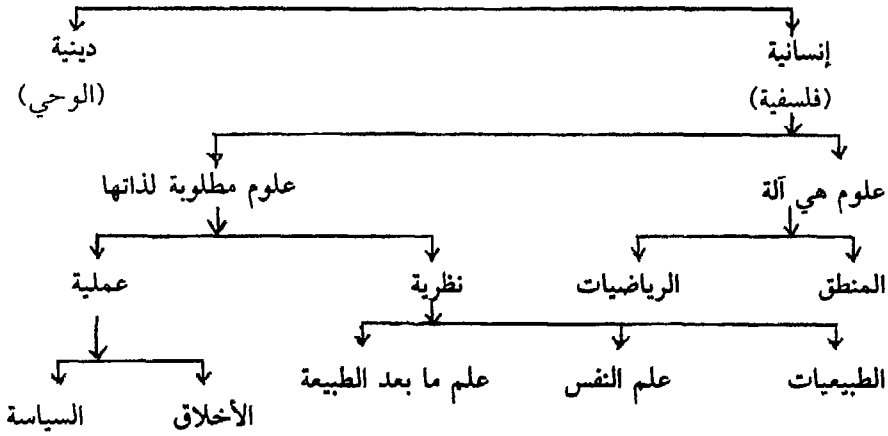 إنسانية دينية
(فلسفية) (الوحي)
علوم هي آلة علوم مطلوبة لذاتها
المنطق الرياضيات نظرية عملية
الطبيعيات علم النفس علم ما بعد الطبيعة
الأخلاق السياسة